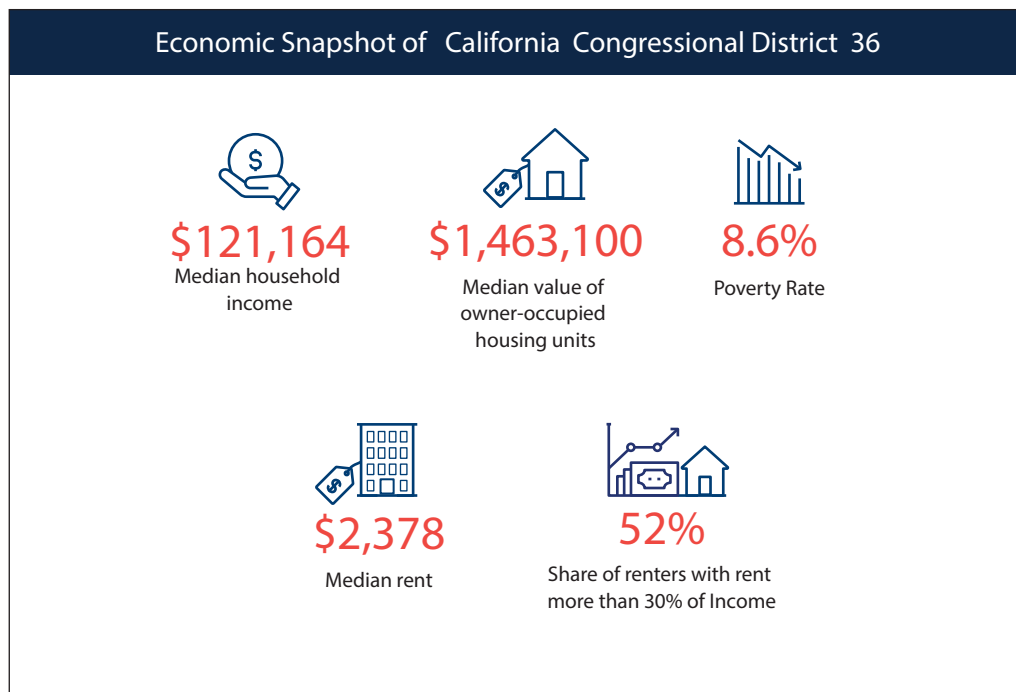 Economic Snapshot of California Congressional District 36
$
$
$121,164
Median household
income
$1,463,100
Median value of
owner-occupied
housing units
8.6%
Poverty Rate
$
$2,378
Median rent
52%
Share of renters with rent
more than 30% of Income